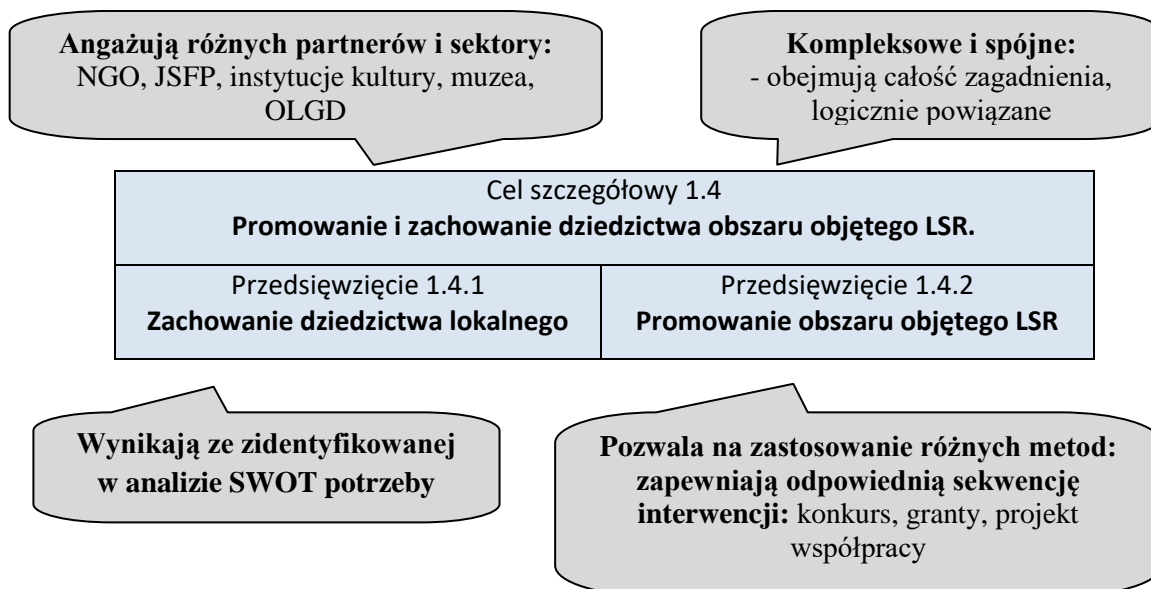 Angażują różnych partnerów i sektory:
NGO, JSFP, instytucje kultury, muzea,
OLGD
Kompleksowe i spójne:
- obejmują całość zagadnienia,
logicznie powiązane
Cel szczegółowy 1.4
Promowanie i zachowanie dziedzictwa obszaru objętego LSR.
Przedsięwzięcie 1.4.1
Zachowanie dziedzictwa lokalnego
Przedsięwzięcie 1.4.2
Promowanie obszaru objętego LSR
Wynikają ze zidentyfikowanej
w analizie SWOT potrzeby
Pozwala na zastosowanie różnych metod:
zapewniają odpowiednią sekwencję
interwencji: konkurs, granty, projekt
współpracy